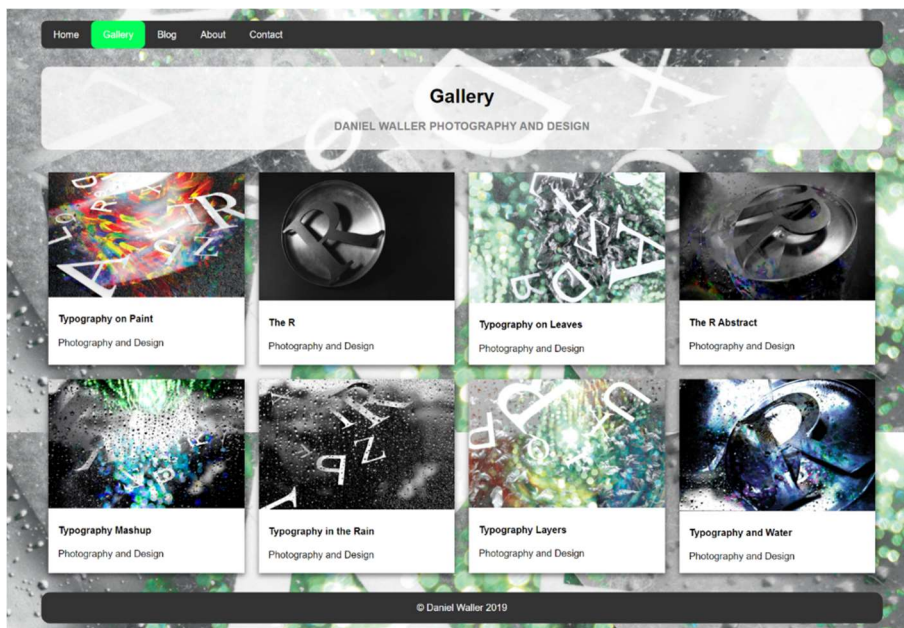 Home Gallery Blog About Contact
Gallery
DANIEL WALLER PHOTOGRAPHY AND DESIGN
Typography on Paint
Photography and Design
The R
Photography and Design
Typography on Leaves
Photography and Design
The R Abstract
Photography and Design
Typography Mashup
Photography and Design
Typography in the Rain
Photography and Design
Typography Layers
Photography and Design
Typography and Water
Photography and Design
© Daniel Waller 2019